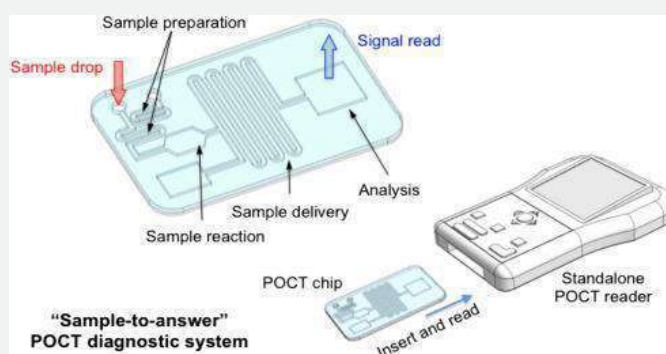 Sample preparation
Sample drop
Signal read
Analysis
Sample delivery
Sample reaction
POCT chip
Standalone
POCT reader
Insert and read
“Sample-to-answer”
POCT diagnostic system